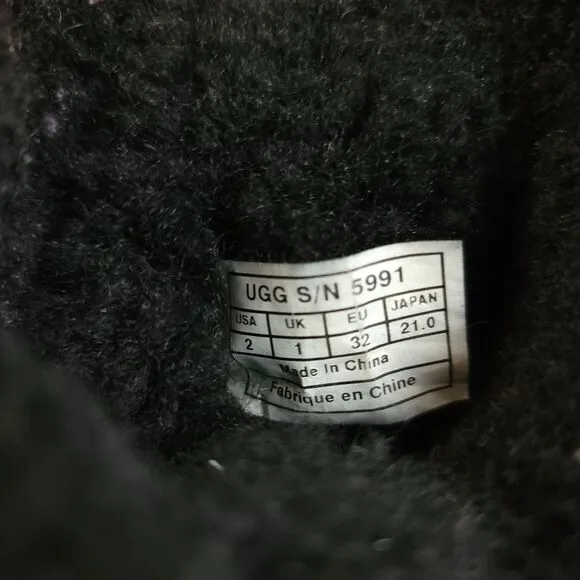 UGG S/N 5991
USA UK EU JAPAN
2 1 32 21.0
Made In China
Fabrique en Chine